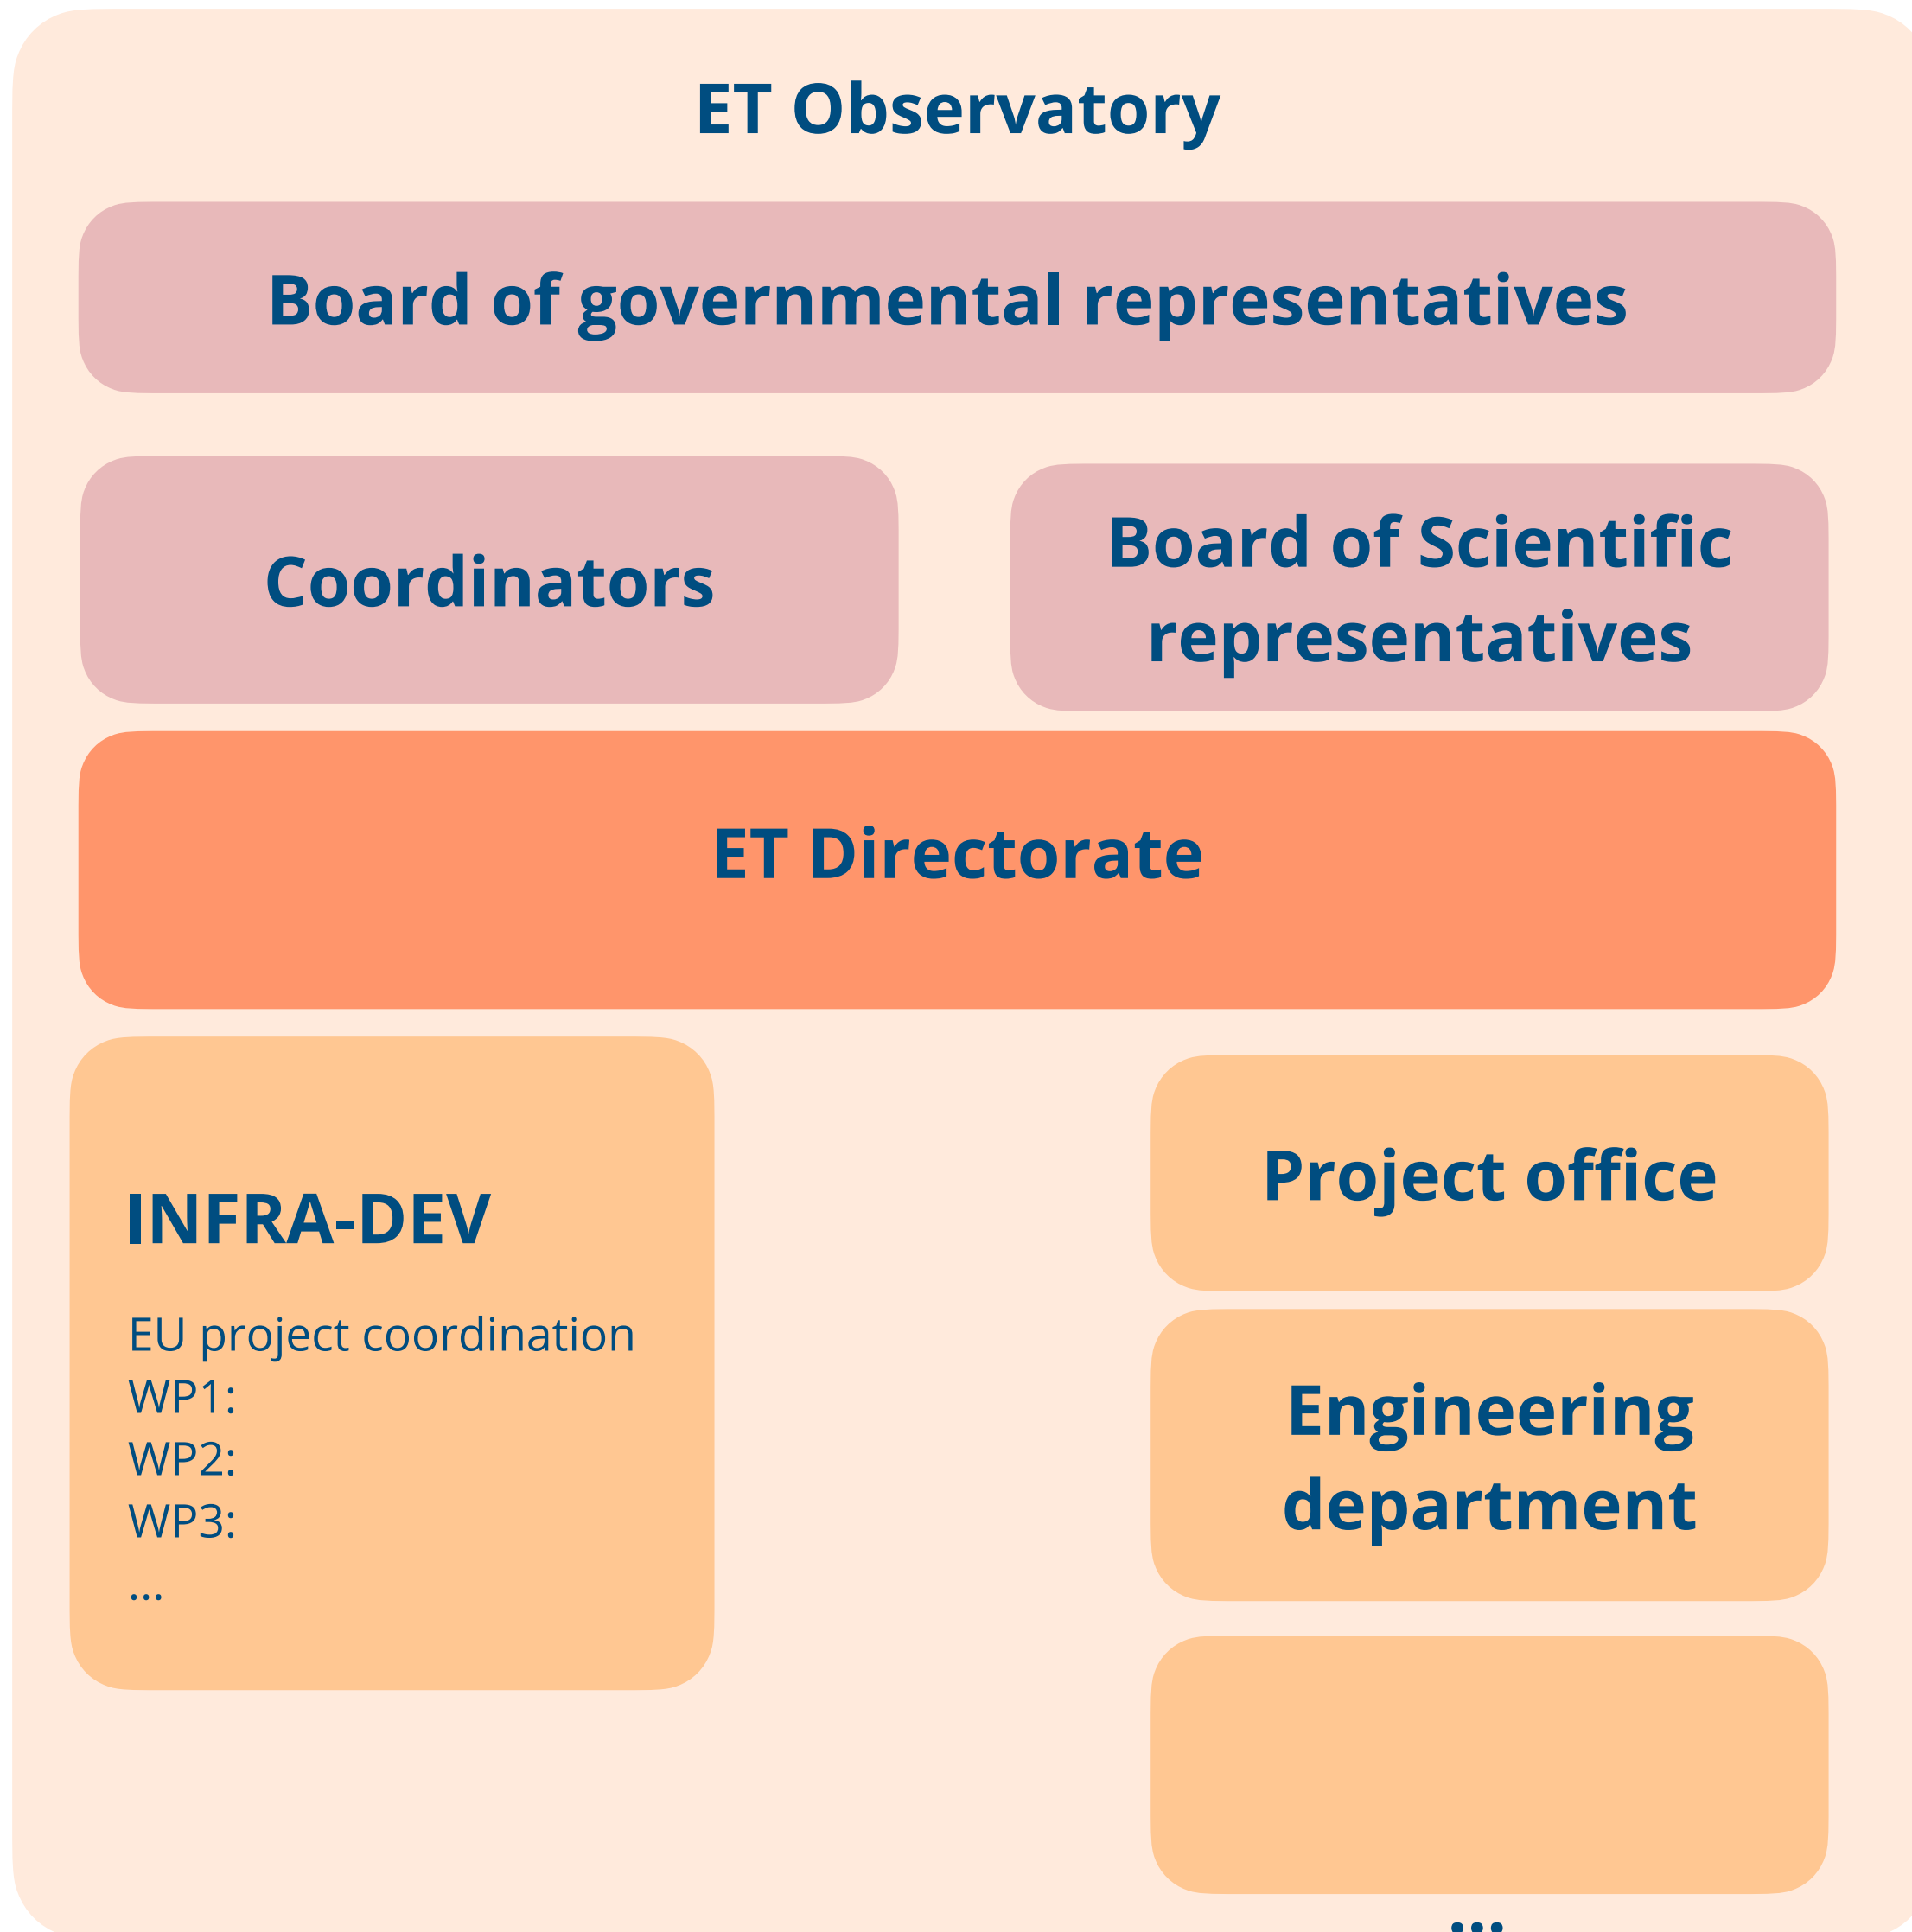 ET Observatory
Board of governmental representatives
Coordinators
Board of Scientific
representatives
ET Directorate
INFRA-DEV
EU project coordination
WP1:
WP2:
WP3:
...
Project office
Engineering
department
...